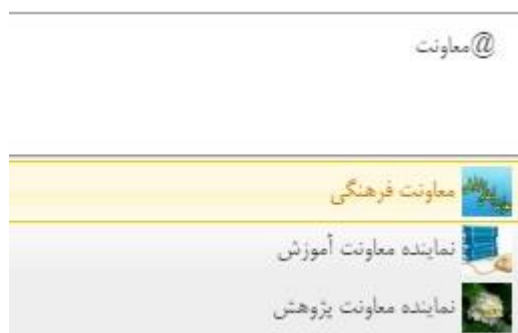 @معاونت
معاونت فرهنگی
نماینده معاونت آموزش
نماینده معاونت پژوهش